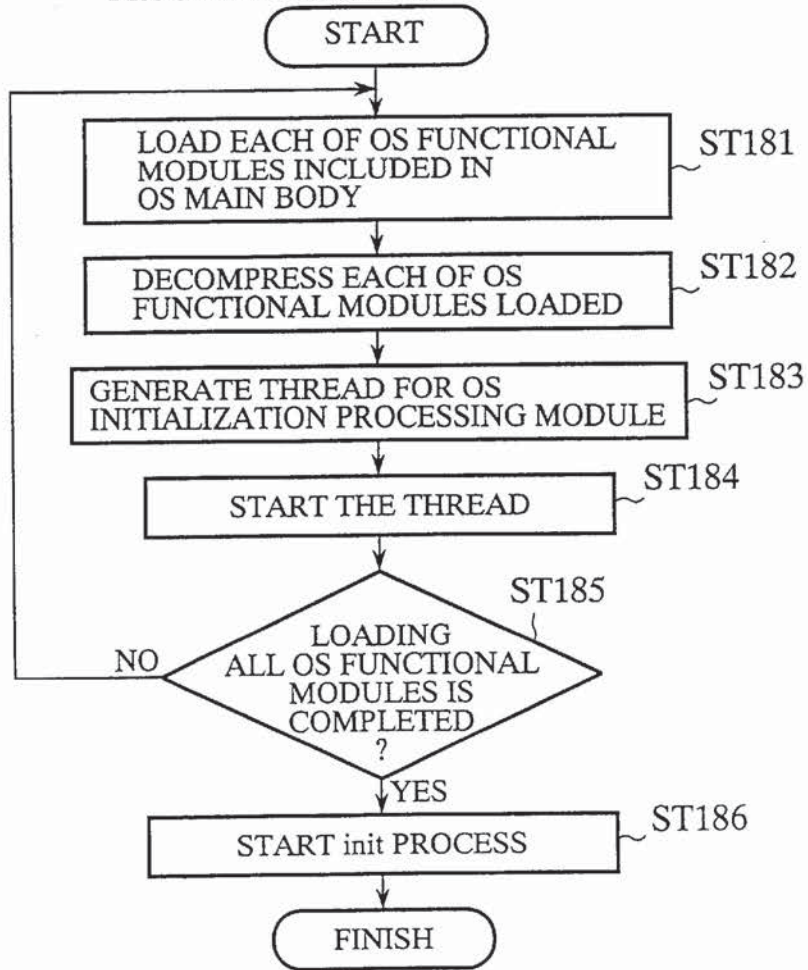 START
LOAD EACH OF OS FUNCTIONAL
MODULES INCLUDED IN
OS MAIN BODY
ST181
DECOMPRESS EACH OF OS
FUNCTIONAL MODULES LOADED
ST182
GENERATE THREAD FOR OS
INITIALIZATION PROCESSING MODULE
ST183
START THE THREAD
ST184
ST185
LOADING
ALL OS FUNCTIONAL
MODULES IS
COMPLETED
?
NO
YES
START init PROCESS
ST186
FINISH